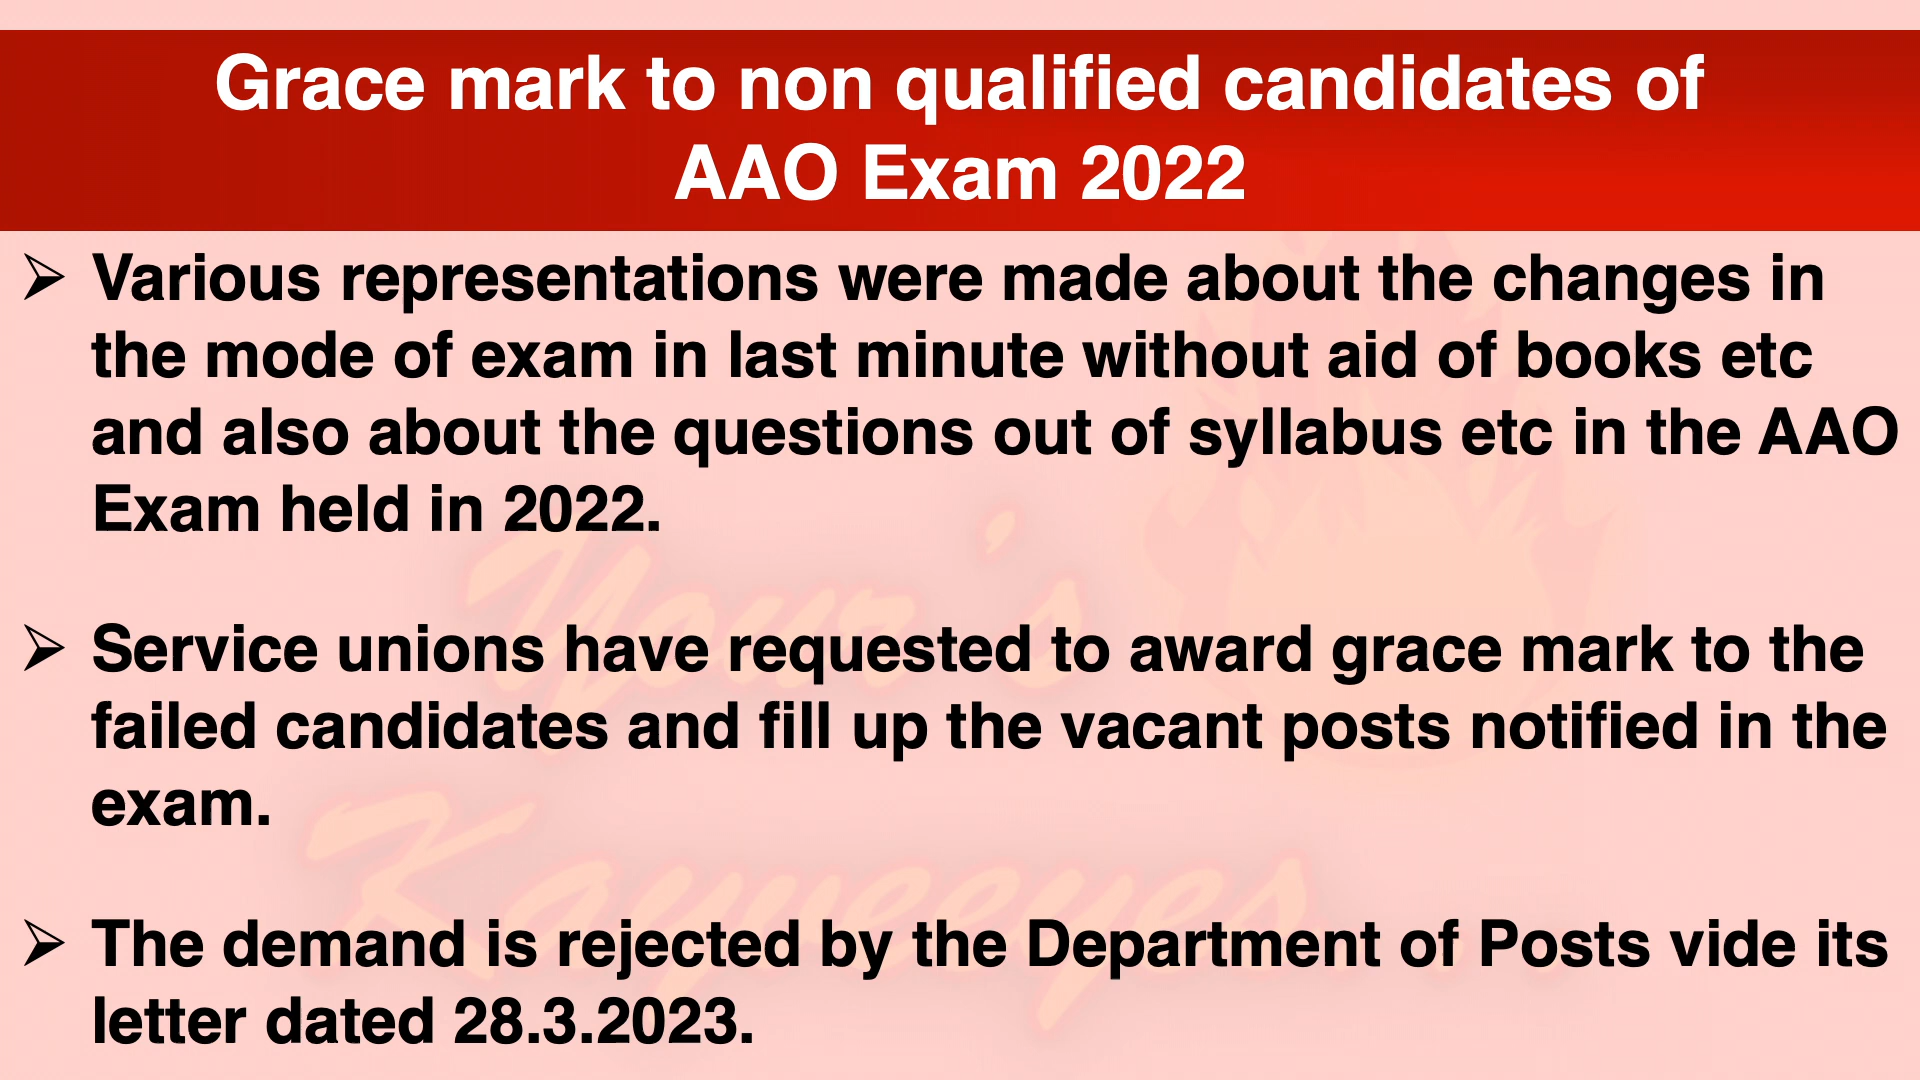 Grace mark to non qualified candidates of
AAO Exam 2022
➢ Various representations were made about the changes in
the mode of exam in last minute without aid of books etc
and also about the questions out of syllabus etc in the AAO
Exam held in 2022.
➢ Service unions have requested to award grace mark to the
failed candidates and fill up the vacant posts notified in the
exam.
➢ The demand is rejected by the Department of Posts vide its
letter dated 28.3.2023.
Your's
Kayveeyes